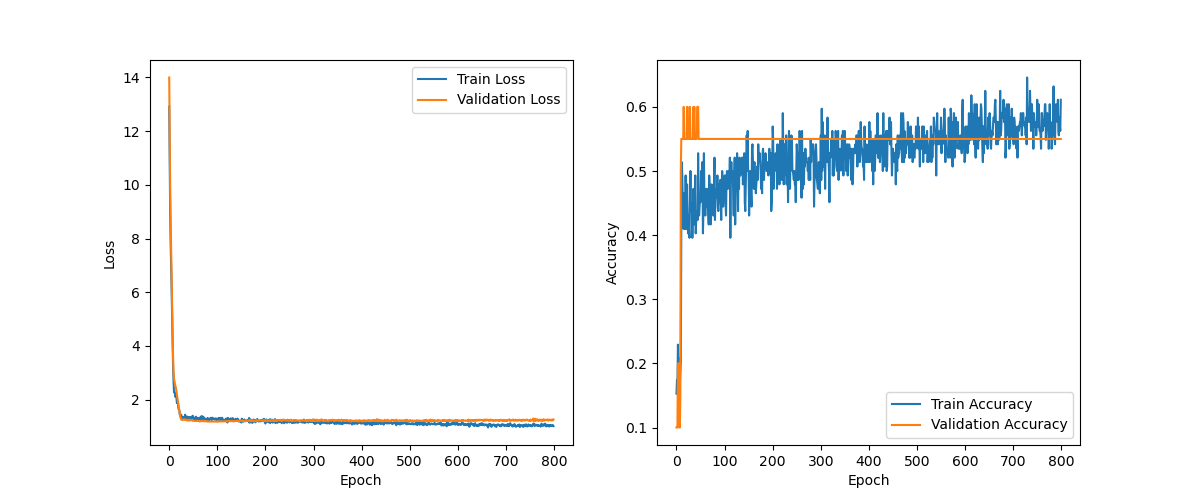 14
12
10
8
6
4
2
Loss
0 100 200 300 400 500 600 700 800
Epoch
Train Loss
Validation Loss
0.6
0.5
0.4
0.3
0.2
0.1
Accuracy
0 100 200 300 400 500 600 700 800
Epoch
Train Accuracy
Validation Accuracy